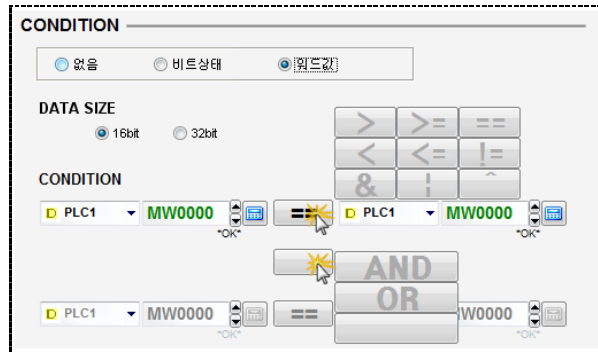 CONDITION
없음 비트상태 워드값
DATA SIZE
16bit 32bit
> >= ==
< <= !=
& ¦ ^
CONDITION
D PLC1 MW0000 == D PLC1 MW0000
*OK* *OK*
AND
OR
D PLC1 MW0000 == W0000
*OK* *OK*